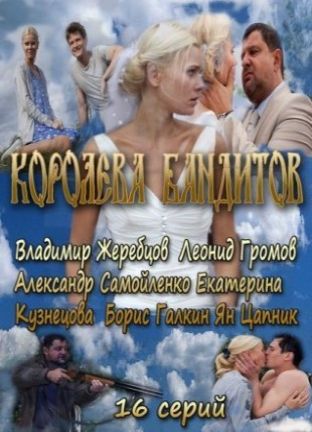 КОРОЛЕВА БАНДИТОВ
Владимир Жеребцов Леонид Громов
Александр Самойленко Екатерина
Кузнецова Борис Галкин Ян Цапник
16 серий